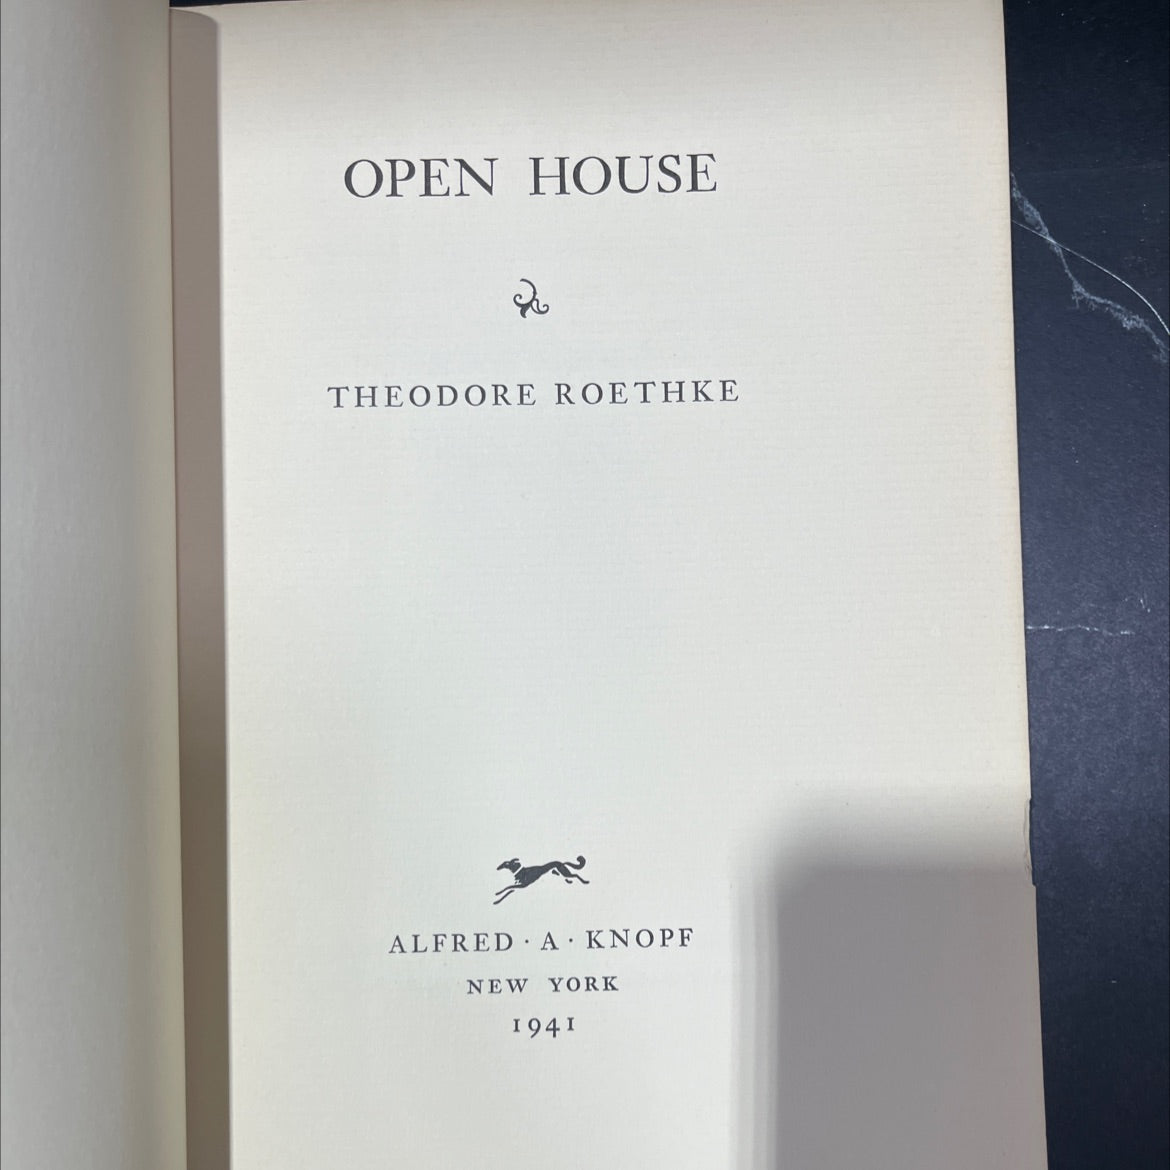 OPEN HOUSE
THEODORE ROETHKE
ALFRED · A · KNOPF
NEW YORK
1941